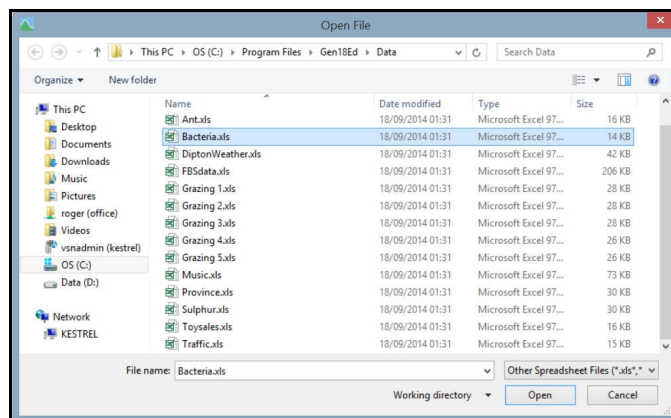 Open File
This PC OS (C:) Program Files Gen18Ed Data Search Data
Organize New folder
This PC
Desktop
Documents
Downloads
Music
Pictures
roger (office)
Videos
vsnadmin (kestrel)
OS (C:)
Data (D:)
Network
KESTREL
Name Date modified Type Size
Ant.xls 18/09/2014 01:31 Microsoft Excel 97... 16 KB
Bacteria.xls 18/09/2014 01:31 Microsoft Excel 97... 14 KB
DiptonWeather.xls 18/09/2014 01:31 Microsoft Excel 97... 42 KB
FBSdata.xls 18/09/2014 01:31 Microsoft Excel 97... 206 KB
Grazing 1.xls 18/09/2014 01:31 Microsoft Excel 97... 28 KB
Grazing 2.xls 18/09/2014 01:31 Microsoft Excel 97... 28 KB
Grazing 3.xls 18/09/2014 01:31 Microsoft Excel 97... 28 KB
Grazing 4.xls 18/09/2014 01:31 Microsoft Excel 97... 26 KB
Grazing 5.xls 18/09/2014 01:31 Microsoft Excel 97... 26 KB
Music.xls 18/09/2014 01:31 Microsoft Excel 97... 73 KB
Province.xls 18/09/2014 01:31 Microsoft Excel 97... 30 KB
Sulphur.xls 18/09/2014 01:31 Microsoft Excel 97... 30 KB
Toysales.xls 18/09/2014 01:31 Microsoft Excel 97... 16 KB
Traffic.xls 18/09/2014 01:31 Microsoft Excel 97... 15 KB
File name: Bacteria.xls Other Spreadsheet Files (*.xls*,*
Working directory Open Cancel